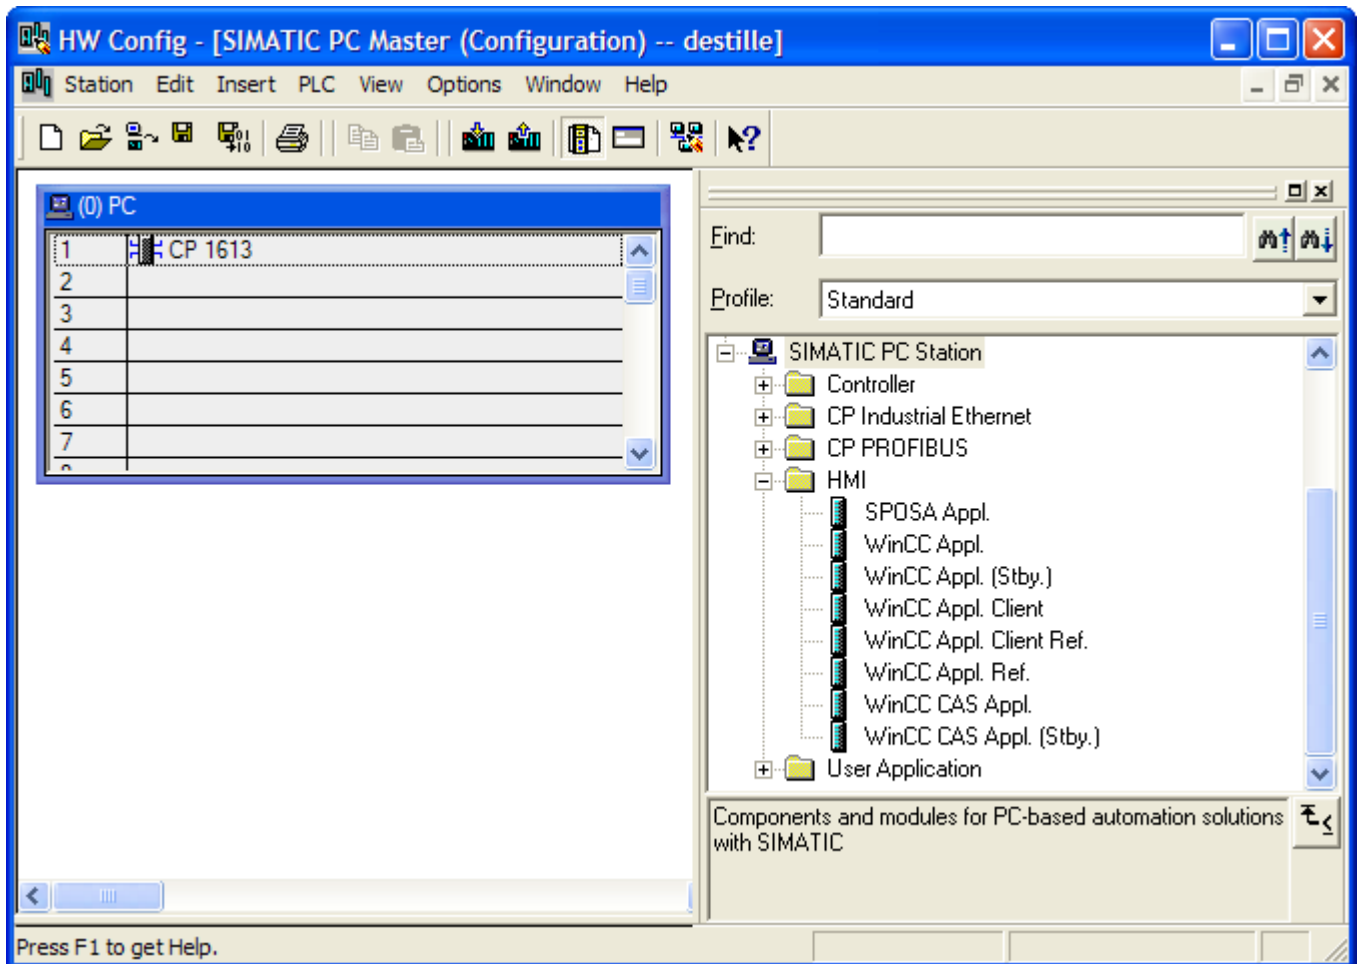 HW Config - [SIMATIC PC Master (Configuration) -- destille]
Station Edit Insert PLC View Options Window Help
(0) PC
1 CP 1613
2
3
4
5
6
7
Find:
Profile: Standard
SIMATIC PC Station
Controller
CP Industrial Ethernet
CP PROFIBUS
HMI
SPOSA Appl.
WinCC Appl.
WinCC Appl. (Stby.)
WinCC Appl. Client
WinCC Appl. Client Ref.
WinCC Appl. Ref.
WinCC CAS Appl.
WinCC CAS Appl. (Stby.)
User Application
Components and modules for PC-based automation solutions
with SIMATIC
Press F1 to get Help.